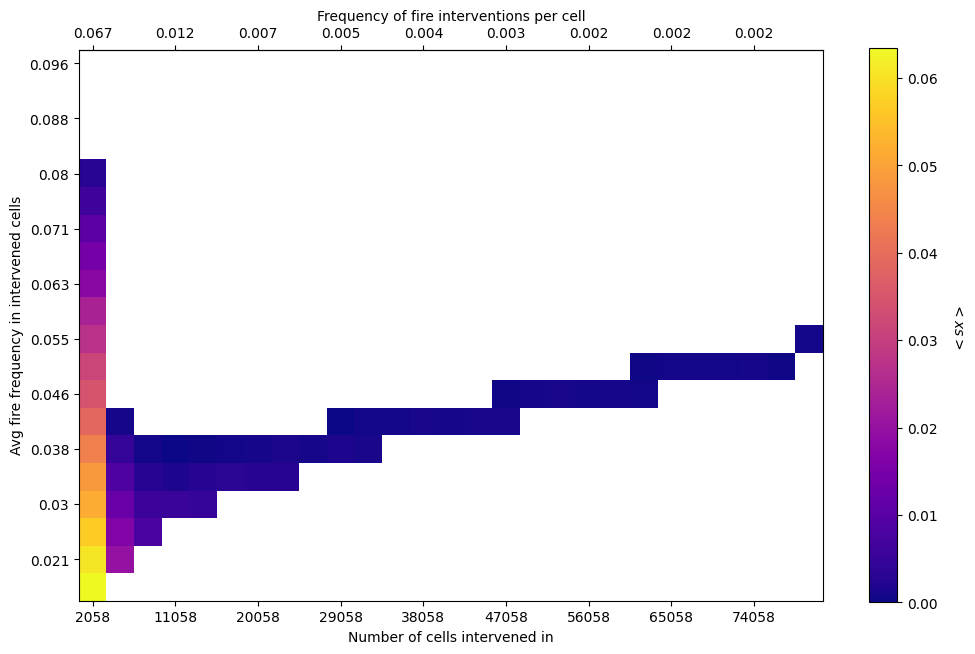 Frequency of fire interventions per cell
0.067 0.012 0.007 0.005 0.004 0.003 0.002 0.002 0.002
0.096
0.088
0.08
0.071
0.063
0.055
0.046
0.038
0.03
0.021
Avg fire frequency in intervened cells
2058 11058 20058 29058 38058 47058 56058 65058 74058
Number of cells intervened in
0.06
0.05
0.04
0.03
0.02
0.01
0.00
< sx >